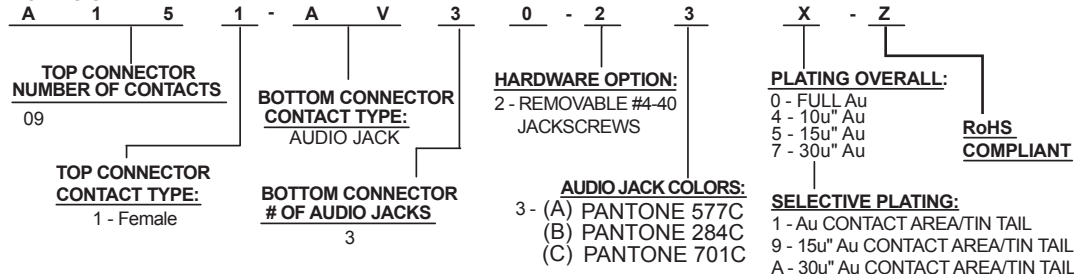 A 1 5 1 - A V 3 0 - 2 3 X - Z
TOP CONNECTOR
NUMBER OF CONTACTS
09
TOP CONNECTOR
CONTACT TYPE:
1 - Female
BOTTOM CONNECTOR
CONTACT TYPE:
AUDIO JACK
BOTTOM CONNECTOR
# OF AUDIO JACKS
3
HARDWARE OPTION:
2 - REMOVABLE #4-40
JACKSCREWS
AUDIO JACK COLORS:
3 - (A) PANTONE 577C
(B) PANTONE 284C
(C) PANTONE 701C
PLATING OVERALL:
0 - FULL Au
4 - 10u" Au
5 - 15u" Au
7 - 30u" Au
SELECTIVE PLATING:
1 - Au CONTACT AREA/TIN TAIL
9 - 15u" Au CONTACT AREA/TIN TAIL
A - 30u" Au CONTACT AREA/TIN TAIL
RoHS
COMPLIANT